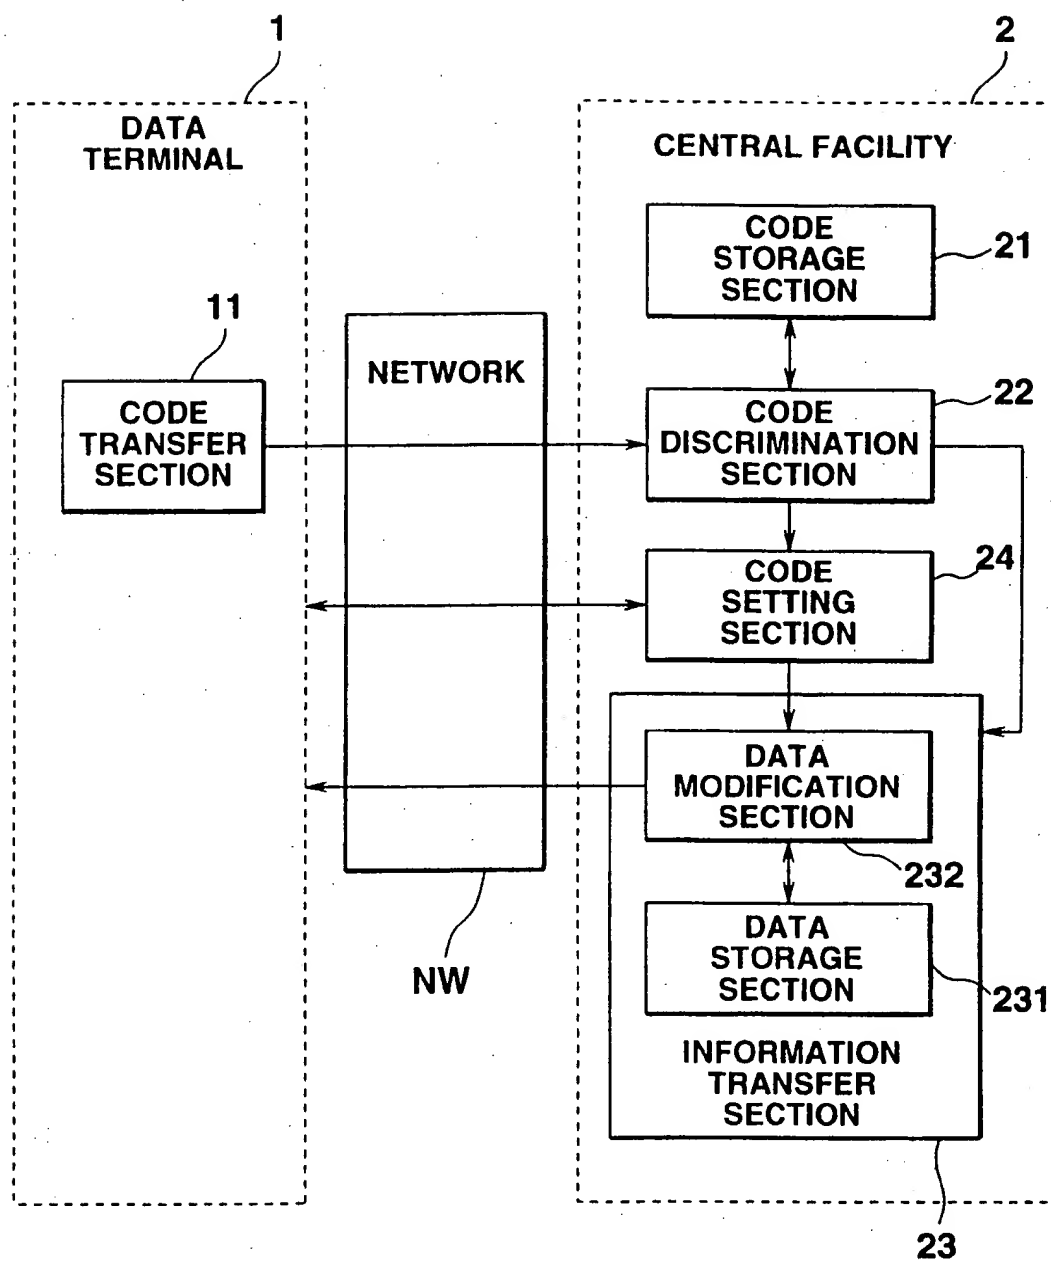 1
2
DATA
TERMINAL
CENTRAL FACILITY
CODE
STORAGE
SECTION
21
11
NETWORK
CODE
TRANSFER
SECTION
CODE
DISCRIMINATION
SECTION
22
CODE
SETTING
SECTION
24
DATA
MODIFICATION
SECTION
232
DATA
STORAGE
SECTION
231
NW
INFORMATION
TRANSFER
SECTION
23